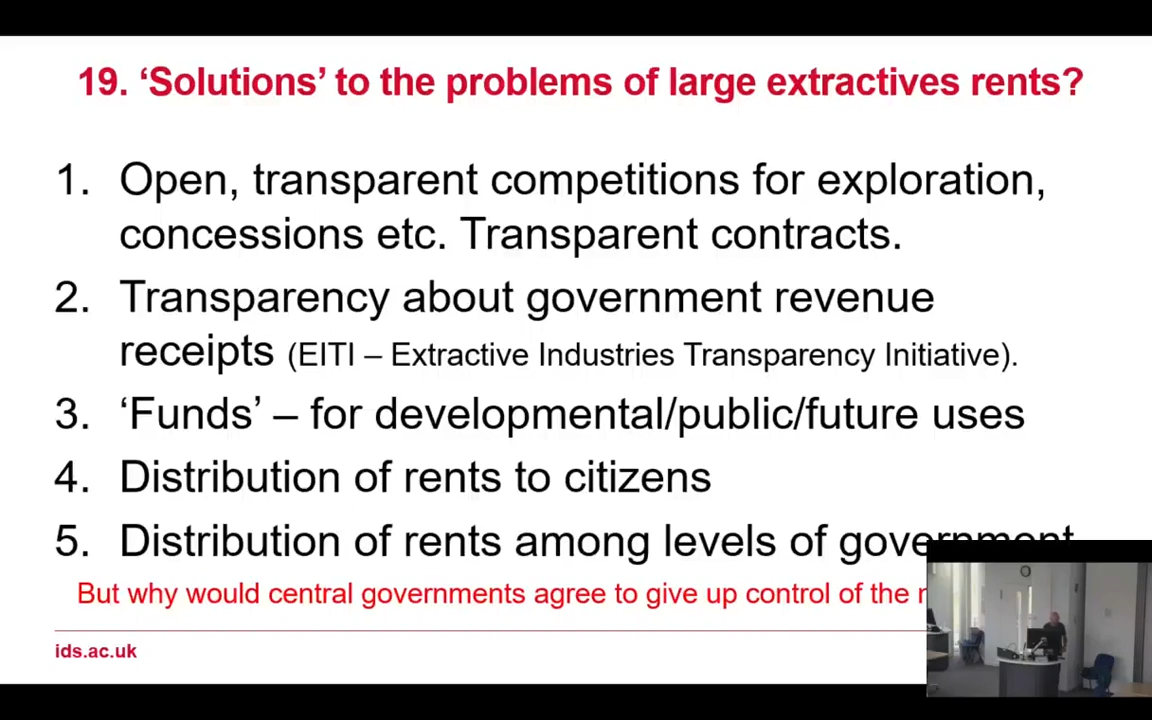 19. ‘Solutions’ to the problems of large extractives rents?
1. Open, transparent competitions for exploration,
concessions etc. Transparent contracts.
2. Transparency about government revenue
receipts (EITI – Extractive Industries Transparency Initiative).
3. ‘Funds’ – for developmental/public/future uses
4. Distribution of rents to citizens
5. Distribution of rents among levels of government
But why would central governments agree to give up control of the
ids.ac.uk